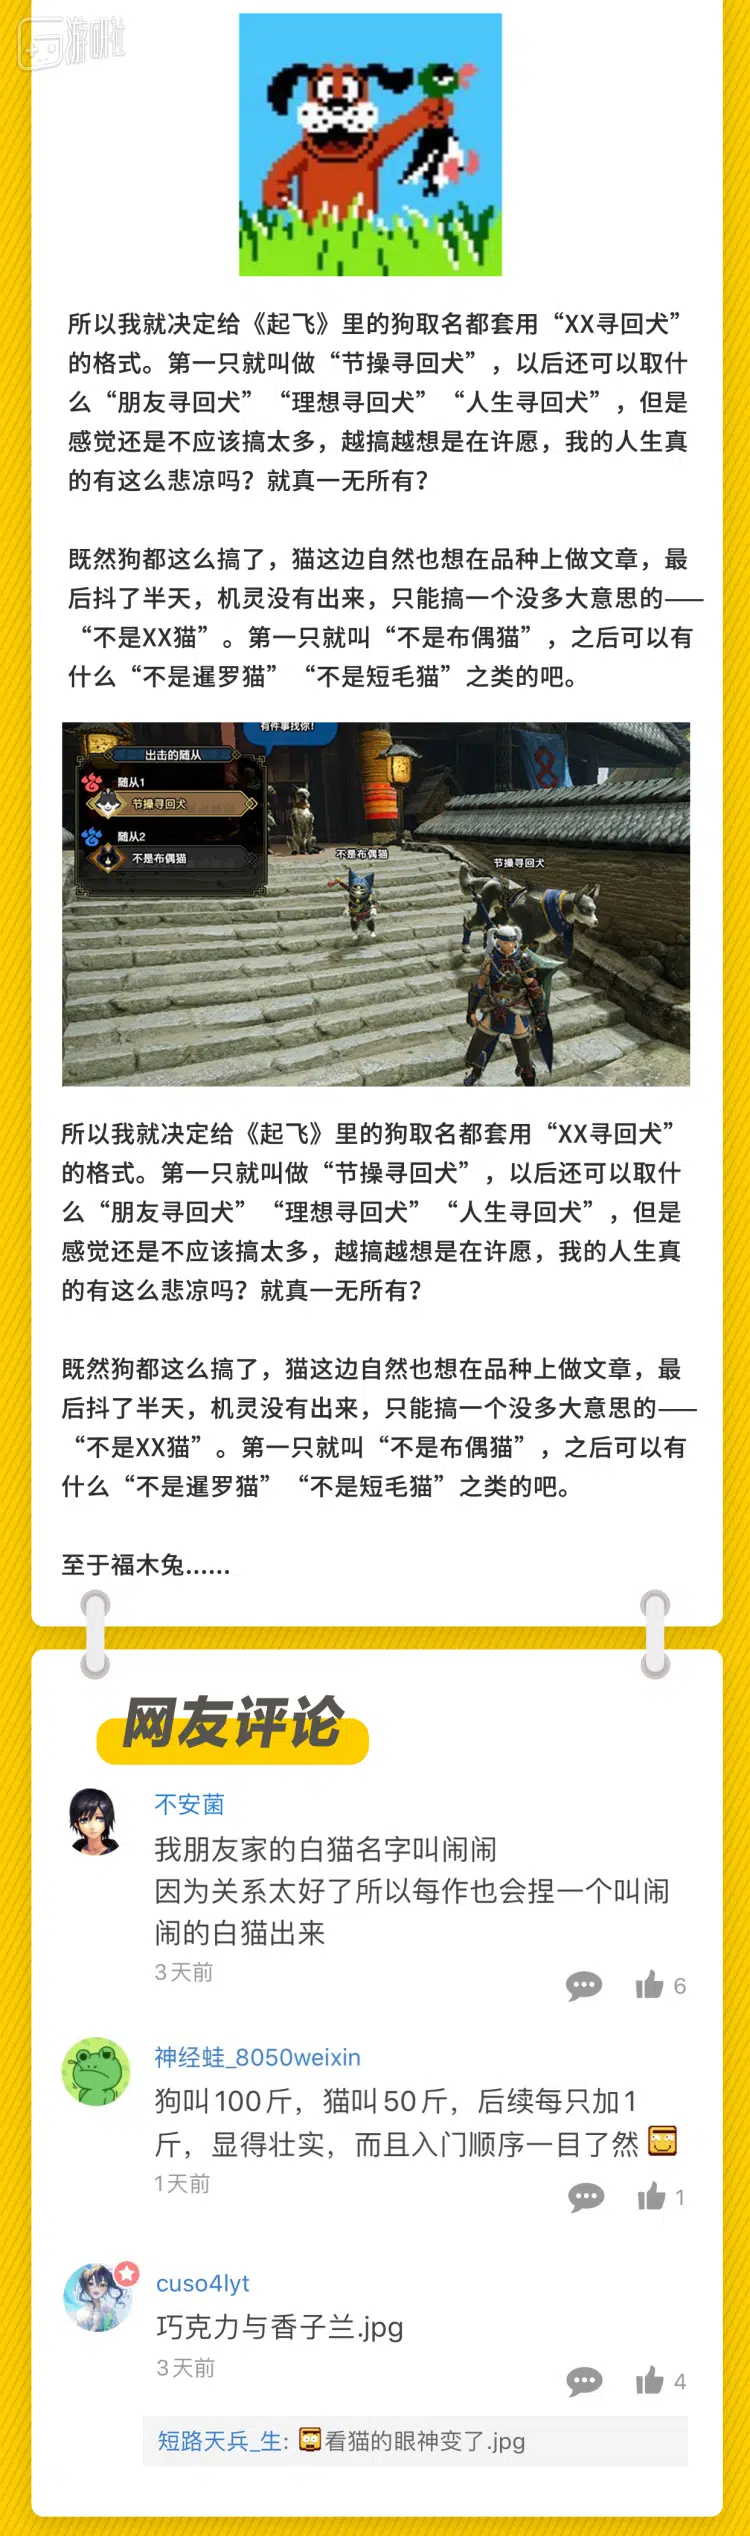 游研社
所以我就决定给《起飞》里的狗取名都套用“XX寻回犬”
的格式。第一只就叫做“节操寻回犬”，以后还可以取什
么“朋友寻回犬”“理想寻回犬”“人生寻回犬”，但是
感觉还是不应该搞太多，越搞越想是在许愿，我的人生真
的有这么悲凉吗？就真一无所有？
既然狗都这么搞了，猫这边自然也想在品种上做文章，最
后抖了半天，机灵没有出来，只能搞一个没多大意思的——
“不是XX猫”。第一只就叫“不是布偶猫”，之后可以有
什么“不是暹罗猫”“不是短毛猫”之类的吧。
有件事找你!
出击的随从
随从1
节操寻回犬
随从2
不是布偶猫
不是布偶猫
节操寻回犬
所以我就决定给《起飞》里的狗取名都套用“XX寻回犬”
的格式。第一只就叫做“节操寻回犬”，以后还可以取什
么“朋友寻回犬”“理想寻回犬”“人生寻回犬”，但是
感觉还是不应该搞太多，越搞越想是在许愿，我的人生真
的有这么悲凉吗？就真一无所有？
既然狗都这么搞了，猫这边自然也想在品种上做文章，最
后抖了半天，机灵没有出来，只能搞一个没多大意思的——
“不是XX猫”。第一只就叫“不是布偶猫”，之后可以有
什么“不是暹罗猫”“不是短毛猫”之类的吧。
至于福木兔......
网友评论
不安菌
我朋友家的白猫名字叫闹闹
因为关系太好了所以每作也会捏一个叫闹
闹的白猫出来
3天前
6
神经蛙_8050weixin
狗叫100斤，猫叫50斤，后续每只加1
斤，显得壮实，而且入门顺序一目了然
1天前
1
cuso4lyt
巧克力与香子兰.jpg
3天前
4
短路天兵_生: 看猫的眼神变了.jpg